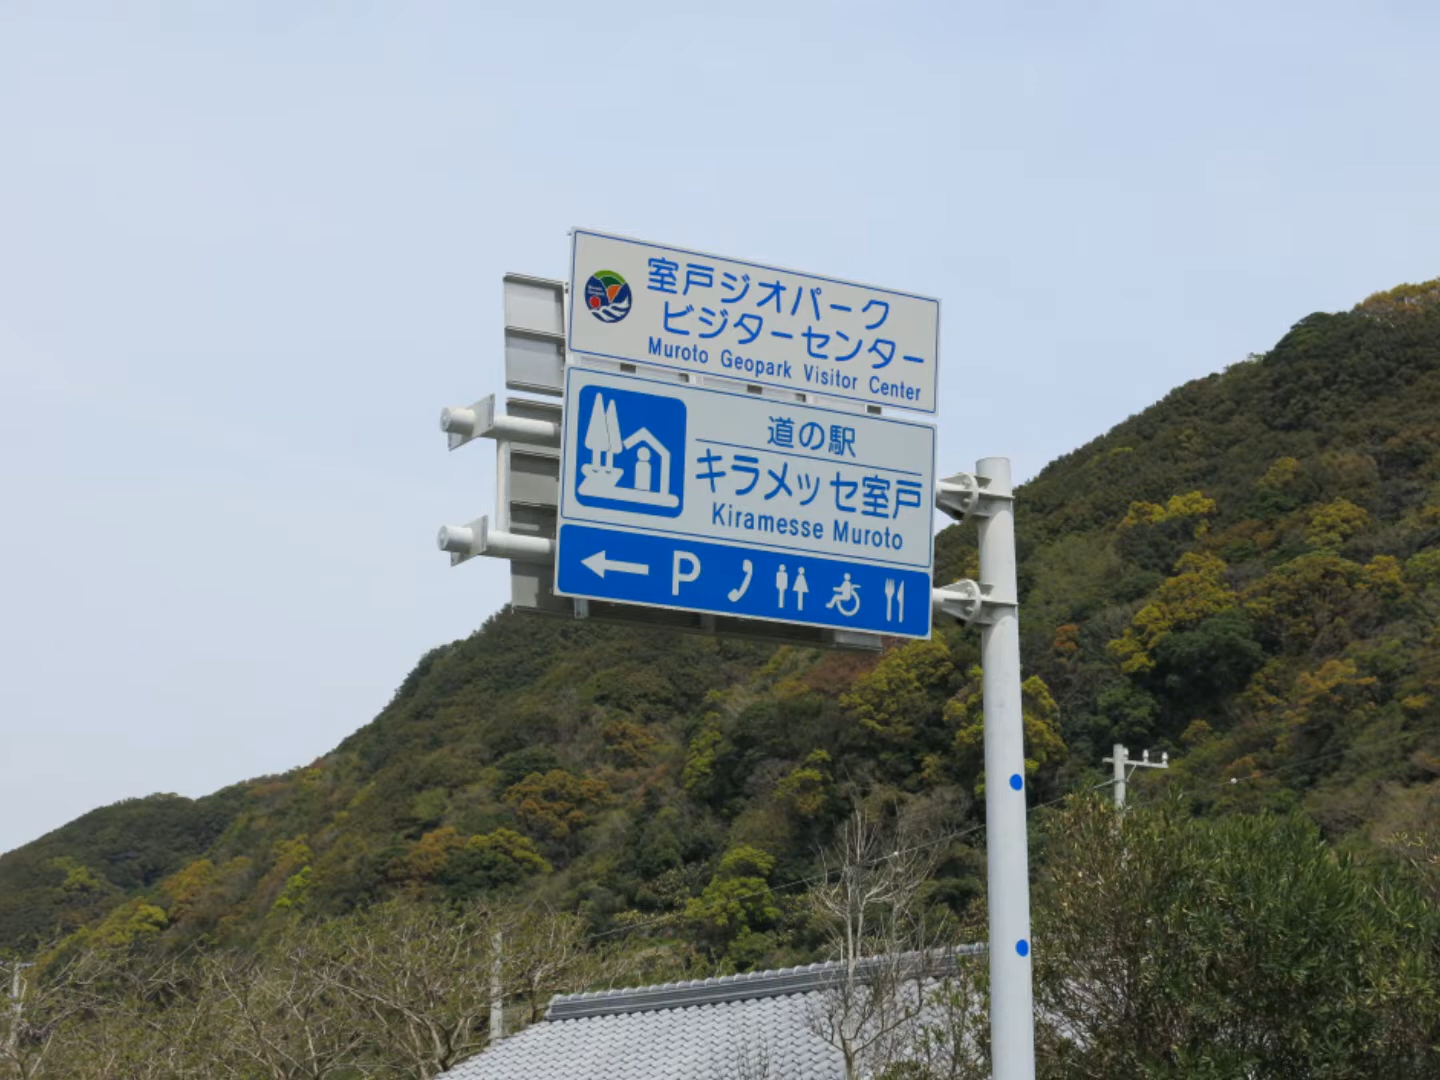 室戸ジオパーク
ビジターセンター
Muroto Geopark Visitor Center
道の駅
キラメッセ室戸
Kiramesse Muroto
P